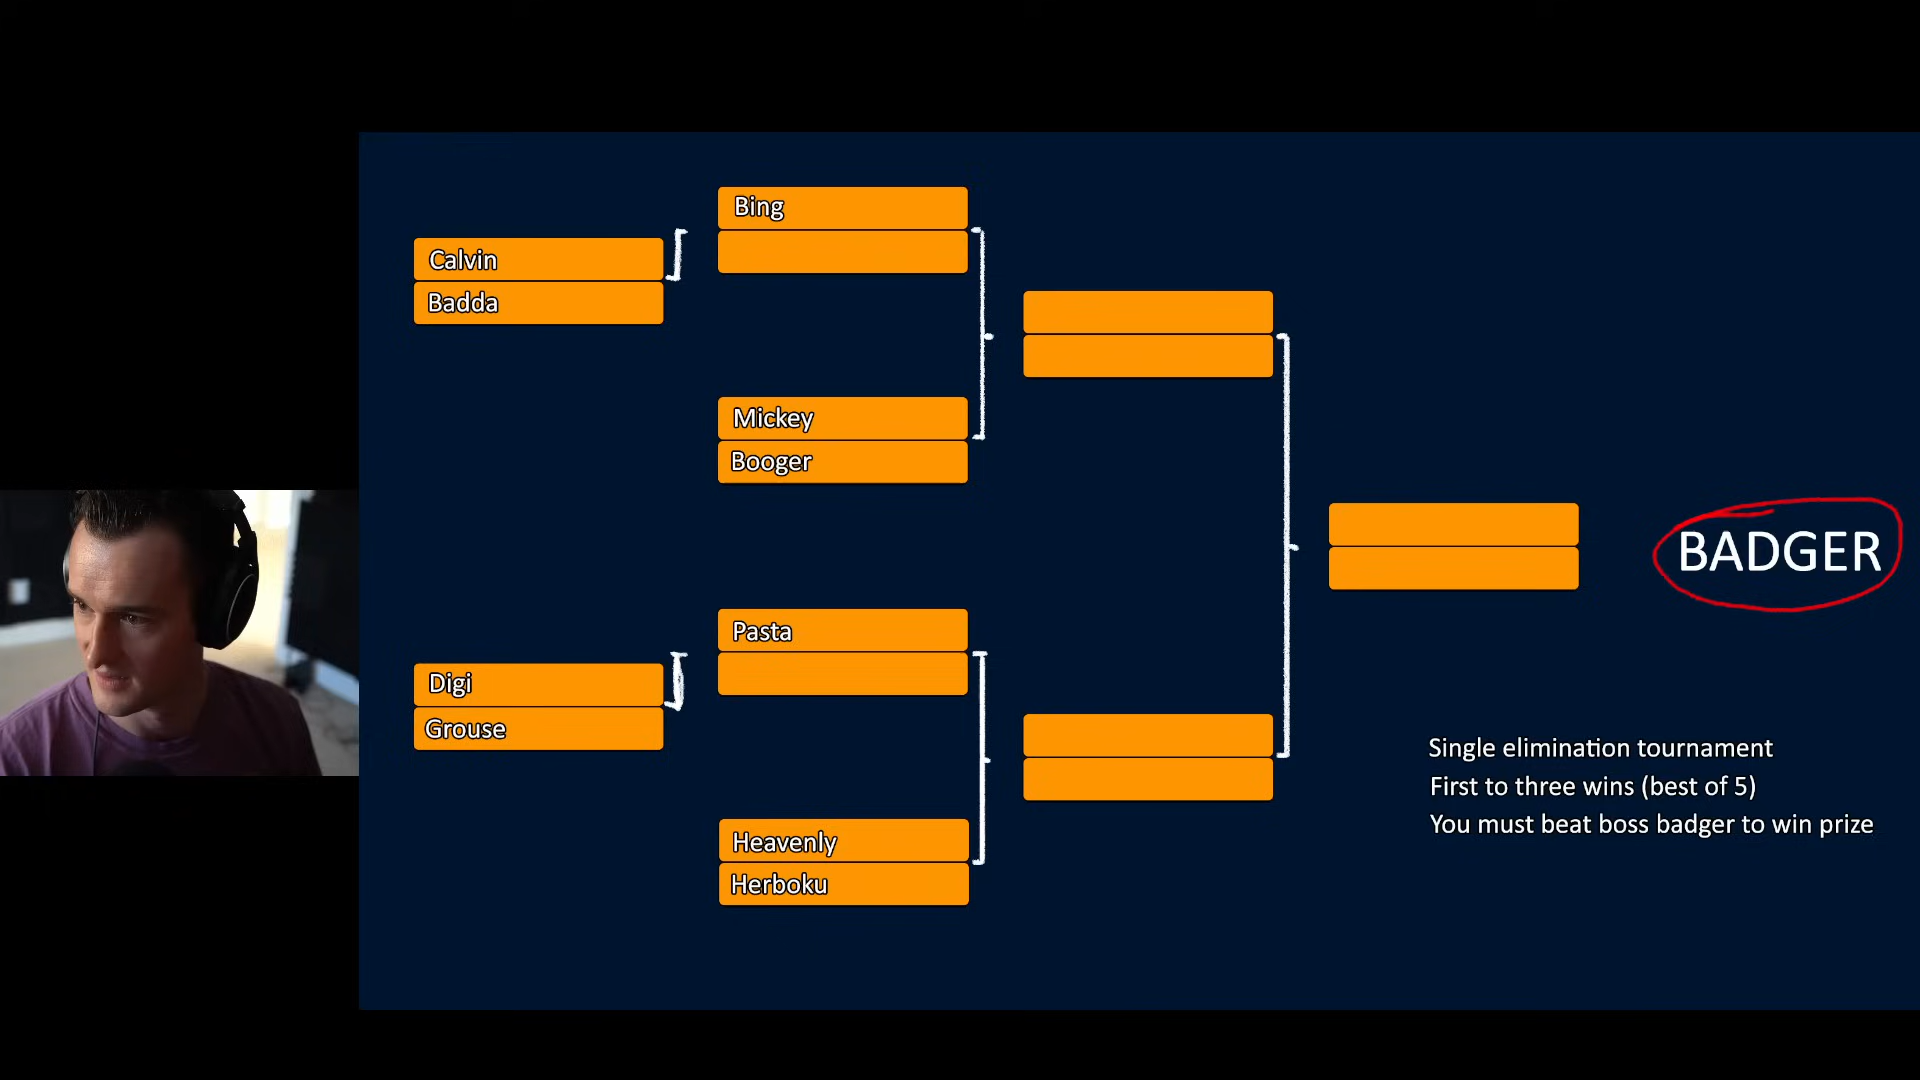 Calvin
Badda
Digi
Grouse
Bing
Mickey
Booger
Pasta
Heavenly
Herboku
BADGER
Single elimination tournament
First to three wins (best of 5)
You must beat boss badger to win prize